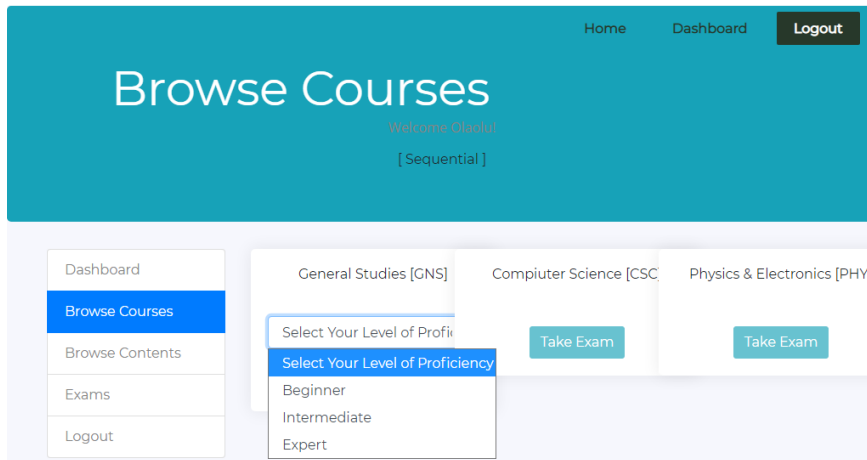 Home Dashboard Logout
Browse Courses
Welcome Olaolu!
[ Sequential ]
Dashboard
Browse Courses
Browse Contents
Exams
Logout
General Studies [GNS]
Select Your Level of Profi
Select Your Level of Proficiency
Beginner
Intermediate
Expert
Compiuter Science [CSC]
Take Exam
Physics & Electronics [PHY
Take Exam